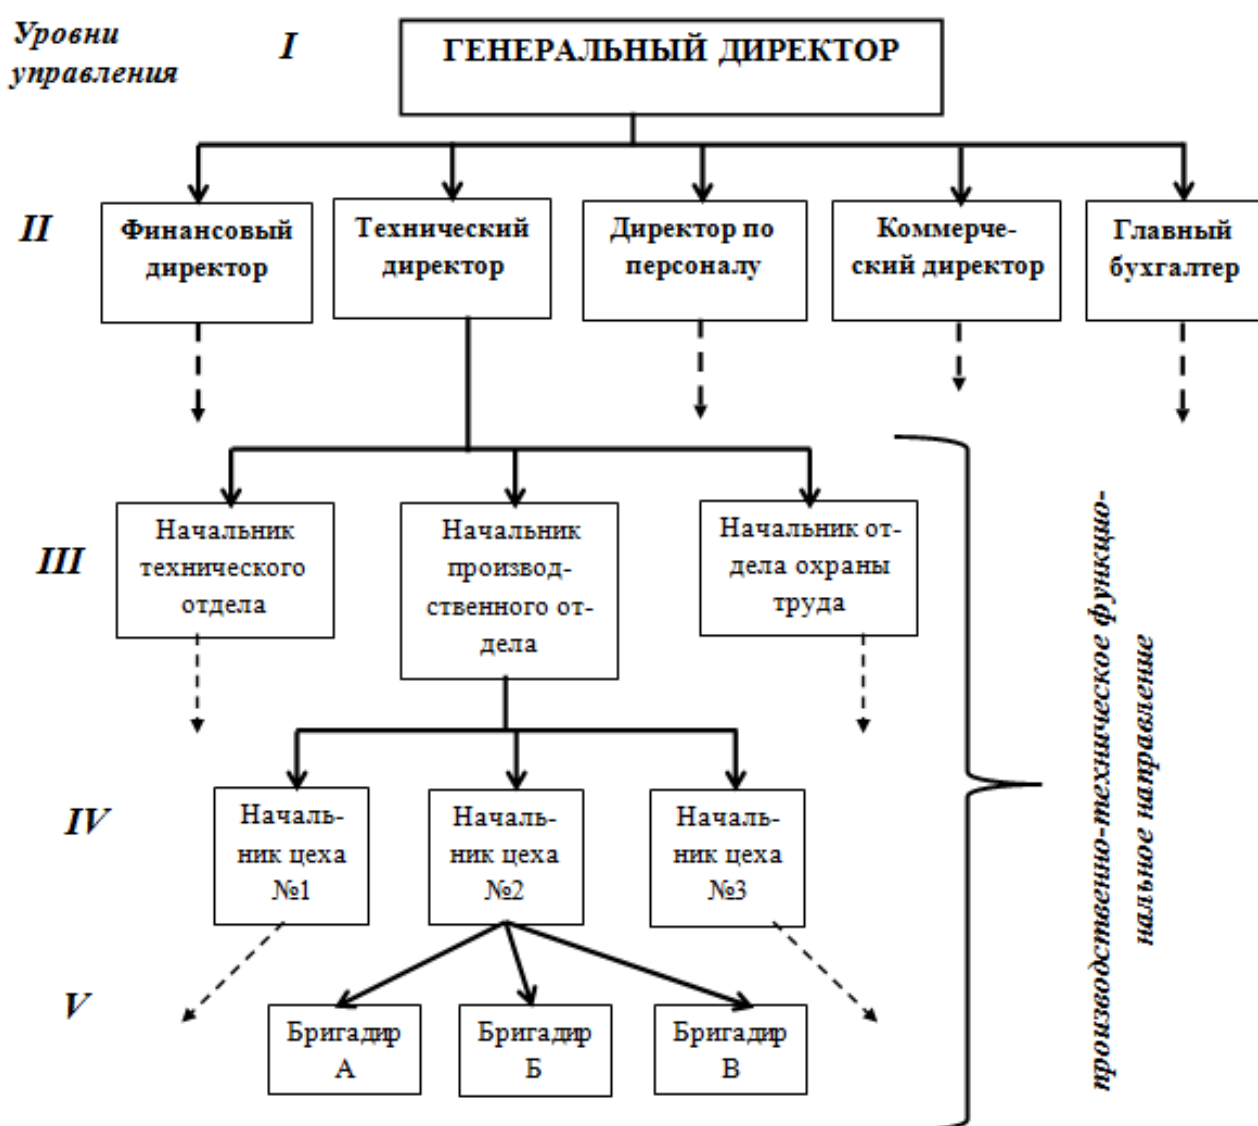 Уровни
управления
I
ГЕНЕРАЛЬНЫЙ ДИРЕКТОР
II
Финансовый
директор
Технический
директор
Директор по
персоналу
Коммерче-
ский директор
Главный
бухгалтер
III
Начальник
технического
отдела
Начальник
производ-
ственного от-
дела
Начальник от-
дела охраны
труда
IV
Началь-
ник цеха
№1
Началь-
ник цеха
№2
Началь-
ник цеха
№3
V
Бригадир
А
Бригадир
Б
Бригадир
В
производственно-техническое функцио-
нальное направление